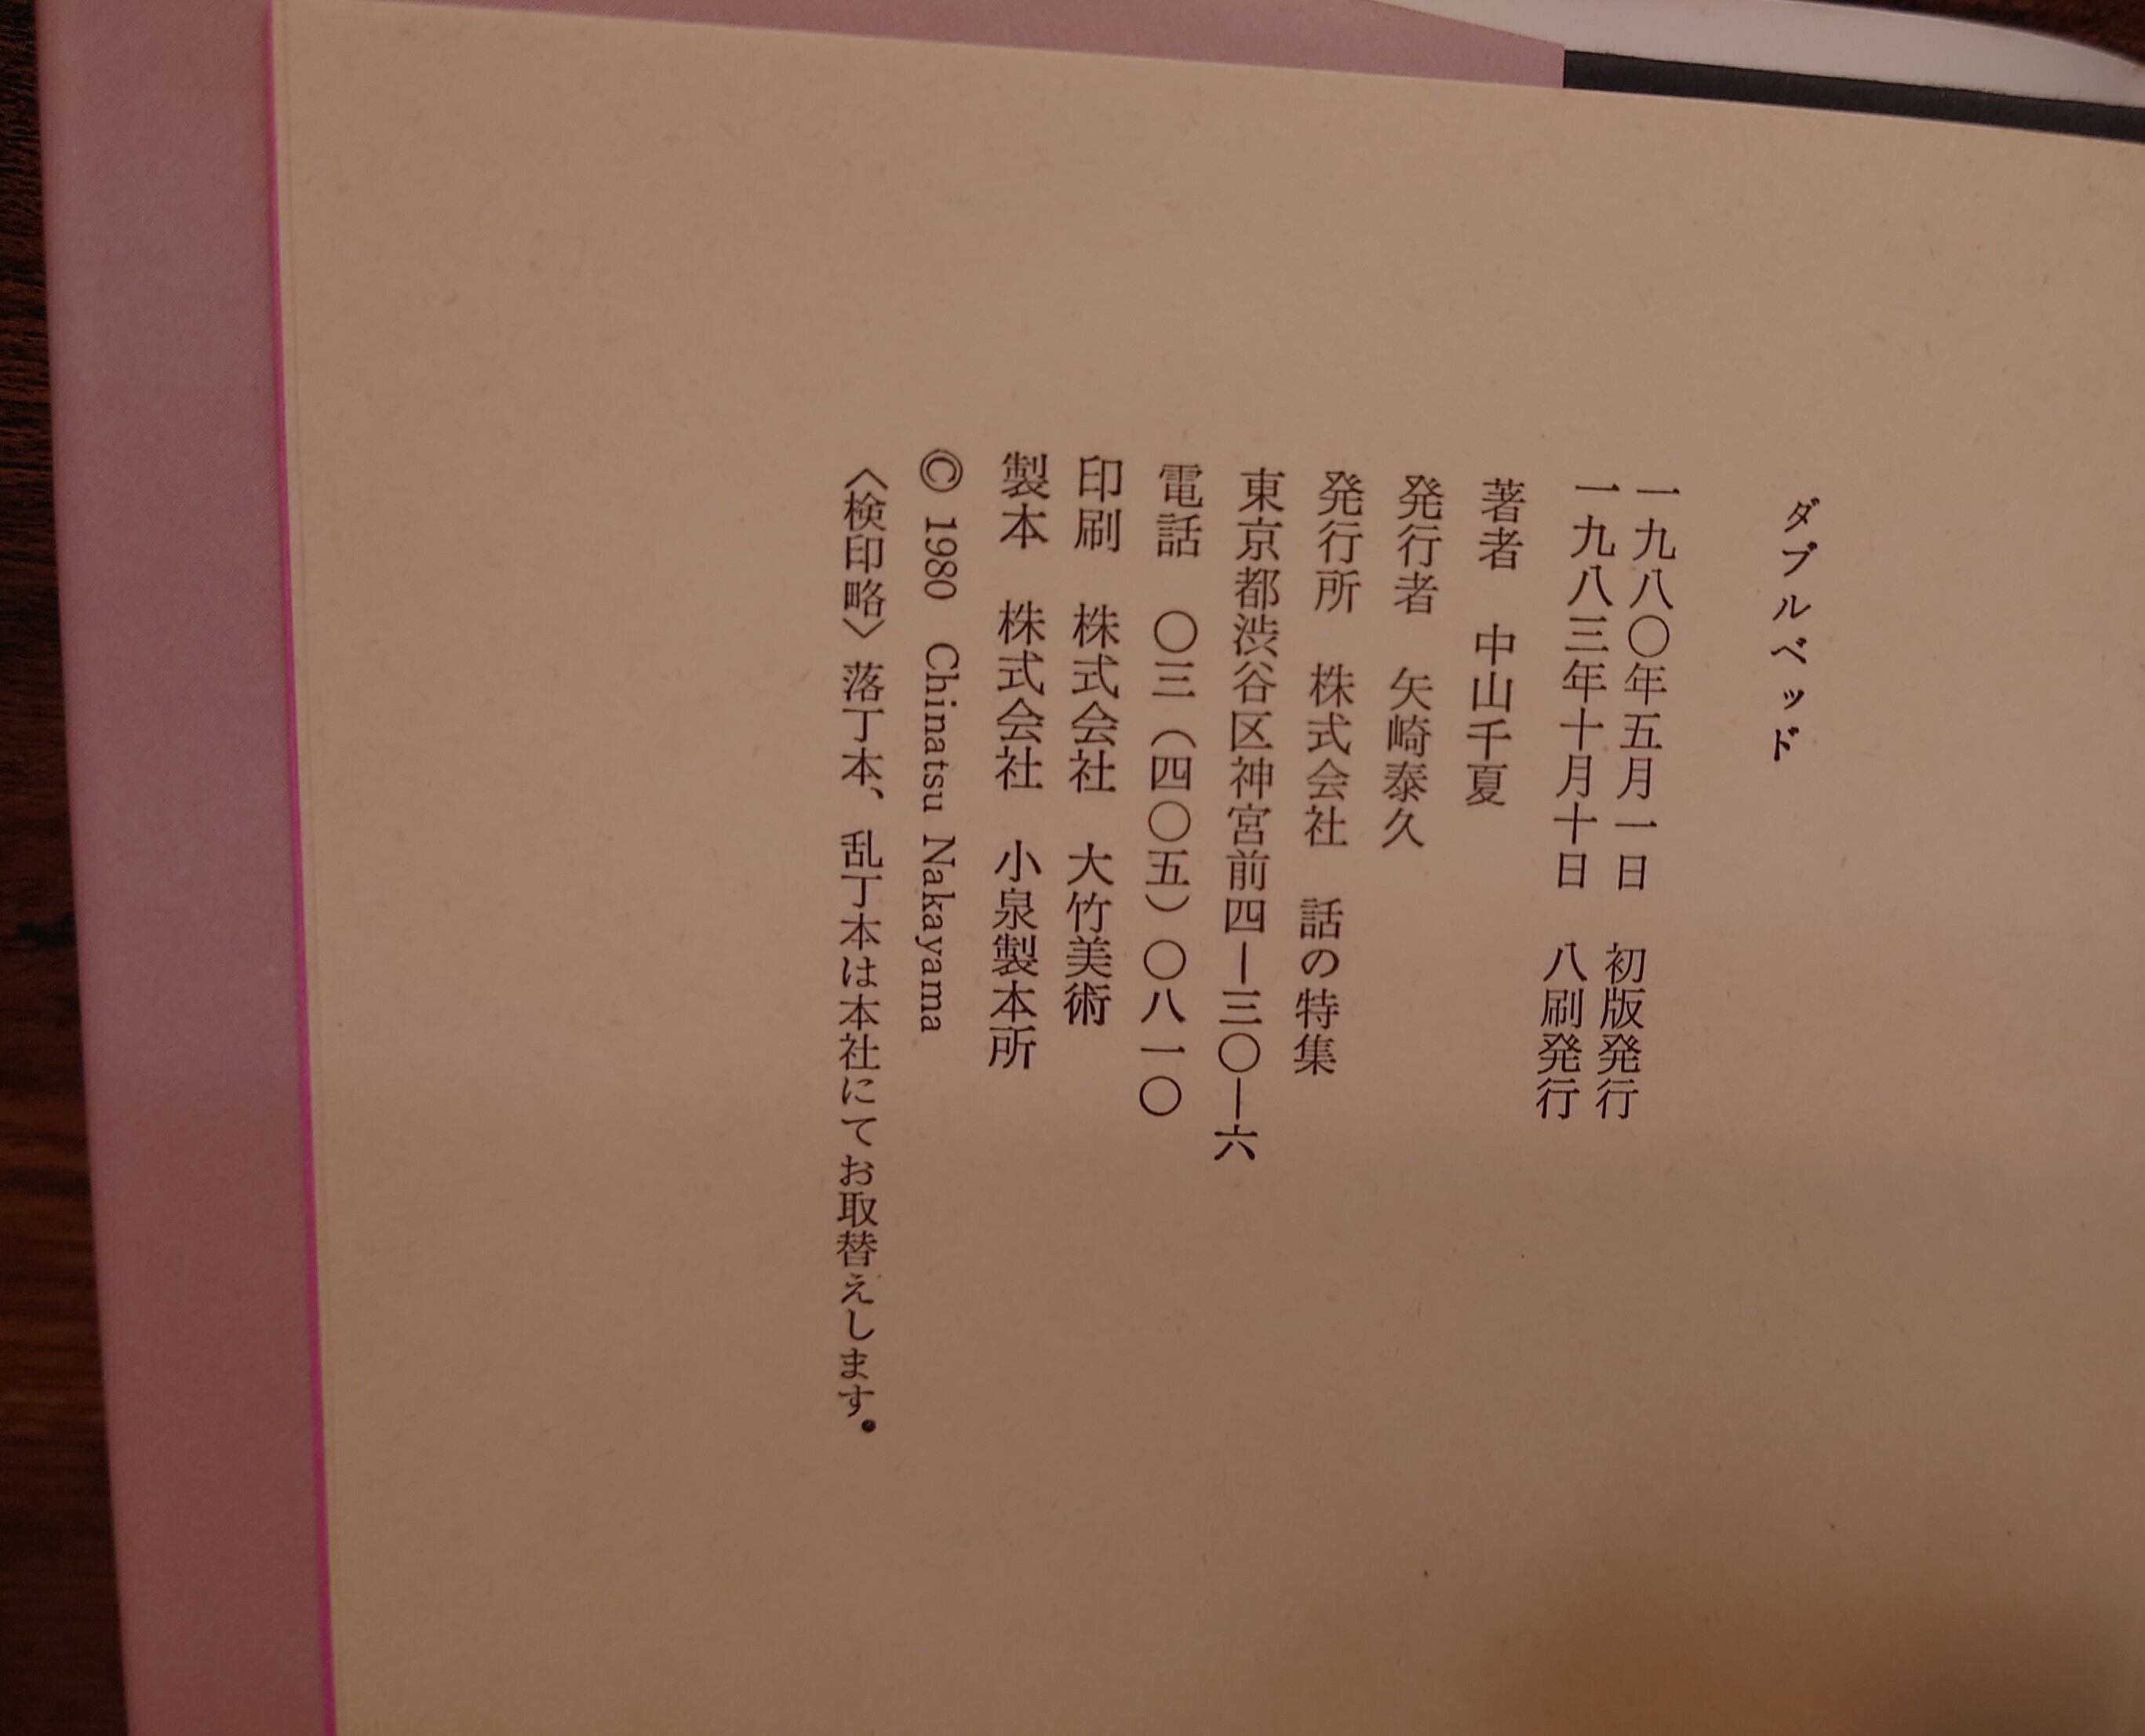 ダブルベッド
一九八〇年五月一日　初版発行
一九八三年十月十日　八刷発行
著者　中山千夏
発行者　矢崎泰久
発行所　株式会社　話の特集
東京都渋谷区神宮前四―三〇―六
電話　〇三（四〇五）〇八一〇
印刷　株式会社　大竹美術
製本　株式会社　小泉製本所
© 1980 Chinatsu Nakayama
〈検印略〉落丁本、乱丁本は本社にてお取替えします。